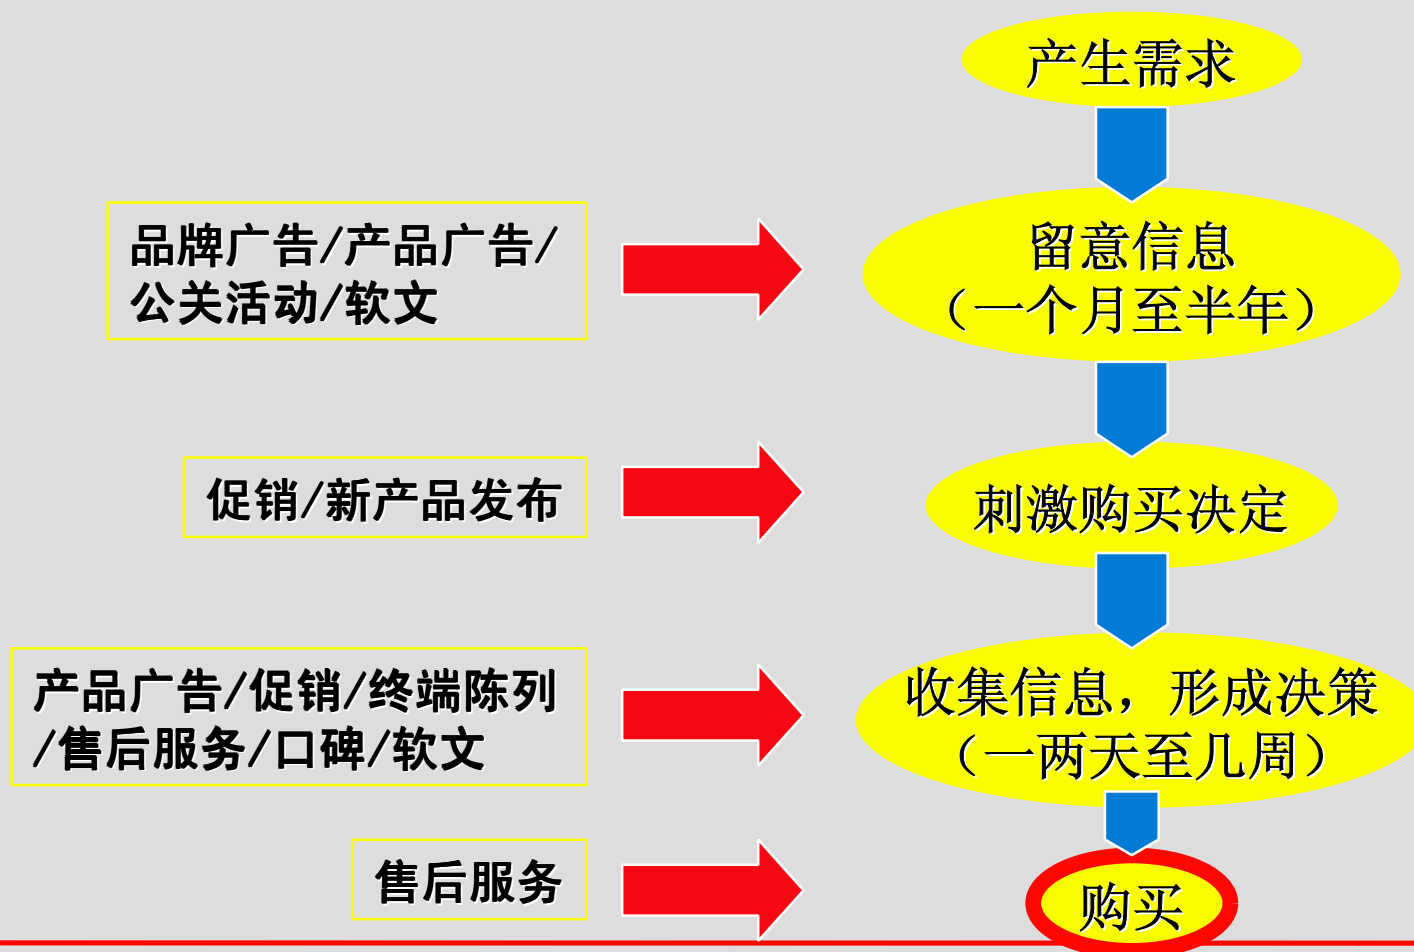 产生需求
品牌广告/产品广告/
公关活动/软文
留意信息
（一个月至半年）
促销/新产品发布
刺激购买决定
产品广告/促销/终端陈列
/售后服务/口碑/软文
收集信息，形成决策
（一两天至几周）
售后服务
购买